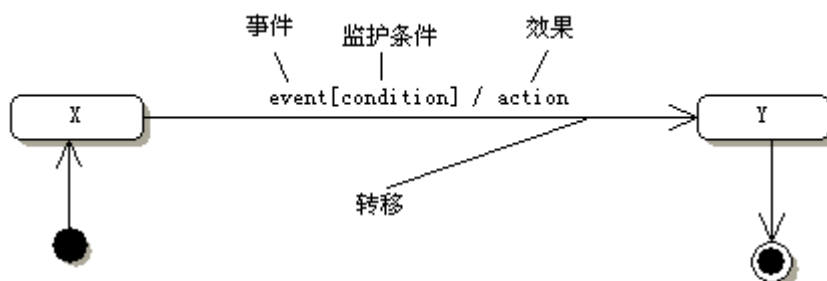 事件
监护条件
效果
event[condition] / action
X
Y
转移